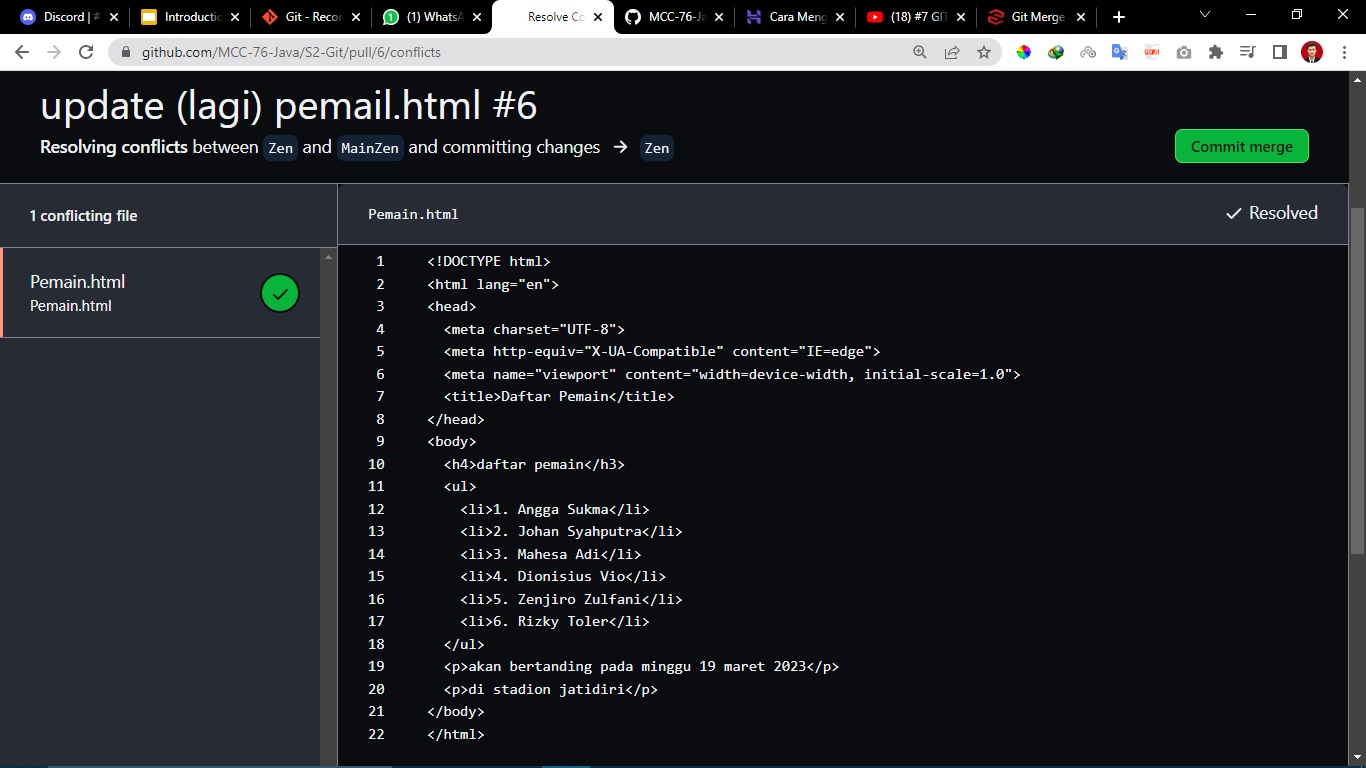 Discord | #
Introductic
Git - Recor
(1) WhatsA
Resolve Co
MCC-76-Ja
Cara Meng
(18) #7 GIT
Git Merge
github.com/MCC-76-Java/S2-Git/pull/6/conflicts
update (lagi) pemail.html #6
Resolving conflicts between Zen and MainZen and committing changes → Zen
Commit merge
1 conflicting file
Pemain.html
Resolved
Pemain.html
Pemain.html
1 <!DOCTYPE html>
2 <html lang="en">
3 <head>
4 <meta charset="UTF-8">
5 <meta http-equiv="X-UA-Compatible" content="IE=edge">
6 <meta name="viewport" content="width=device-width, initial-scale=1.0">
7 <title>Daftar Pemain</title>
8 </head>
9 <body>
10 <h4>daftar pemain</h3>
11 <ul>
12 <li>1. Angga Sukma</li>
13 <li>2. Johan Syahputra</li>
14 <li>3. Mahesa Adi</li>
15 <li>4. Dionisius Vio</li>
16 <li>5. Zenjiro Zulfani</li>
17 <li>6. Rizky Toler</li>
18 </ul>
19 <p>akan bertanding pada minggu 19 maret 2023</p>
20 <p>di stadion jatidiri</p>
21 </body>
22 </html>